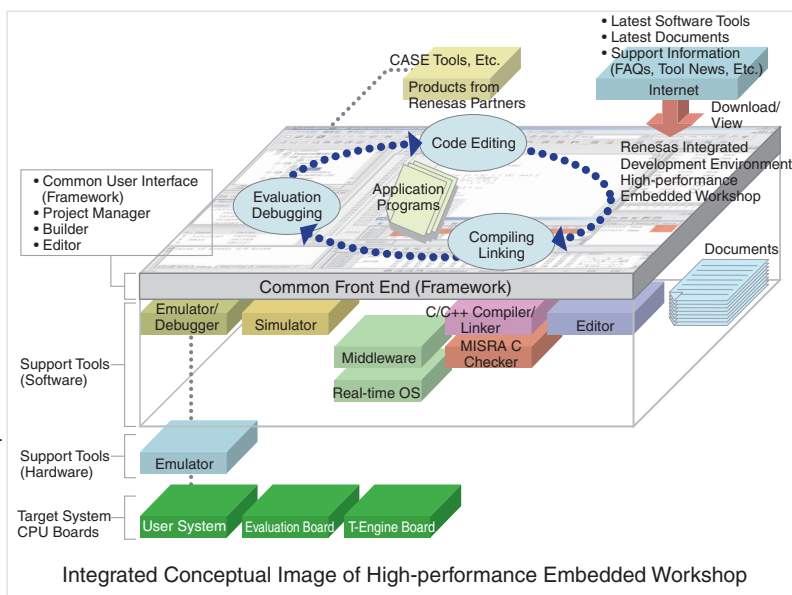 • Latest Software Tools
• Latest Documents
• Support Information
(FAQs, Tool News, Etc.)
Internet
Download/
View
CASE Tools, Etc.
Products from
Renesas Partners
Code Editing
Renesas Integrated
Development Environment
High-performance
Embedded Workshop
Application
Programs
Evaluation
Debugging
Compiling
Linking
• Common User Interface
(Framework)
• Project Manager
• Builder
• Editor
Documents
Common Front End (Framework)
Emulator/
Debugger
Simulator
C/C++ Compiler/
Linker
Editor
Middleware
MISRA C
Checker
Real-time OS
Support Tools
(Software)
Support Tools
(Hardware)
Emulator
Target System
CPU Boards
User System
Evaluation Board
T-Engine Board
Integrated Conceptual Image of High-performance Embedded Workshop